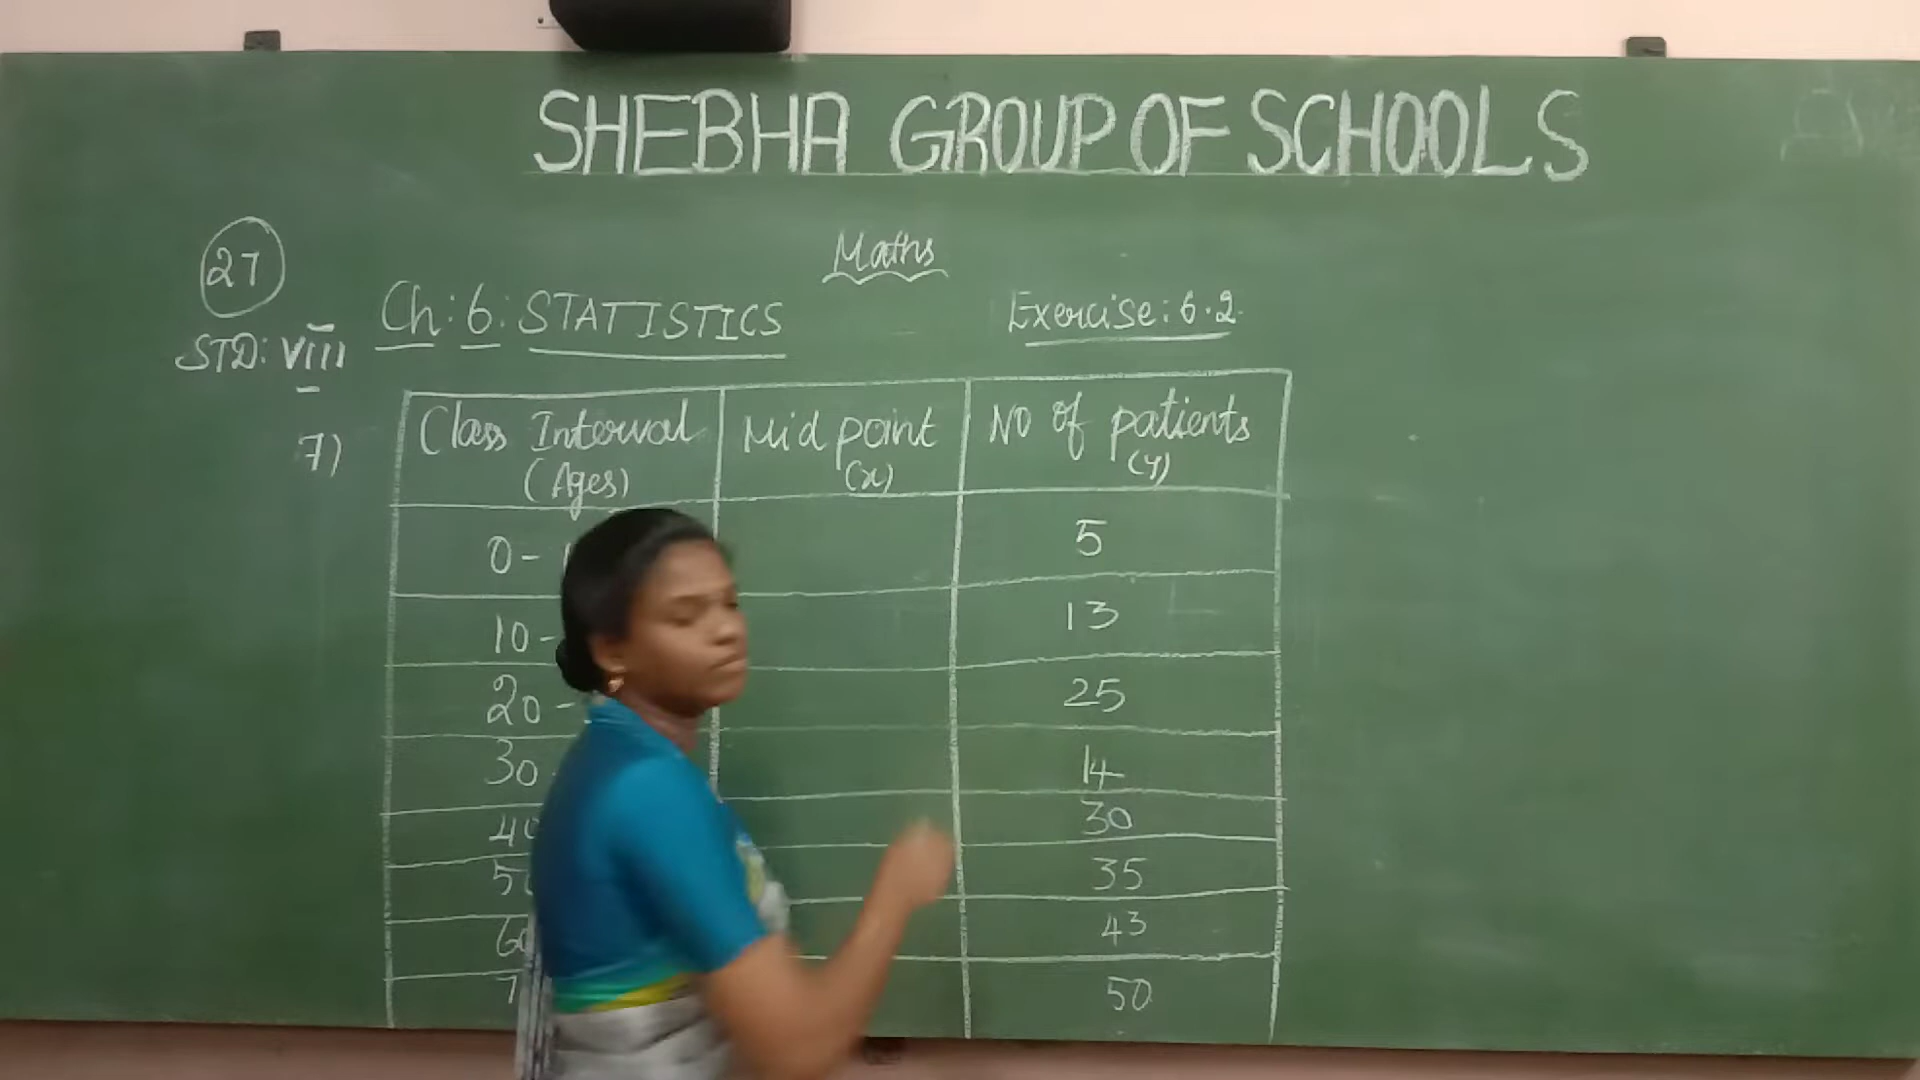 SHEBHA GROUP OF SCHOOLS
27
Maths
STD: VIII
Ch: 6: STATISTICS
Exercise: 6.2.
7)
Class Interval (Ages)
Mid point (x)
No of patients (y)
0 - 5
10 - 13
20 - 25
30 14
40 30
35
43
50